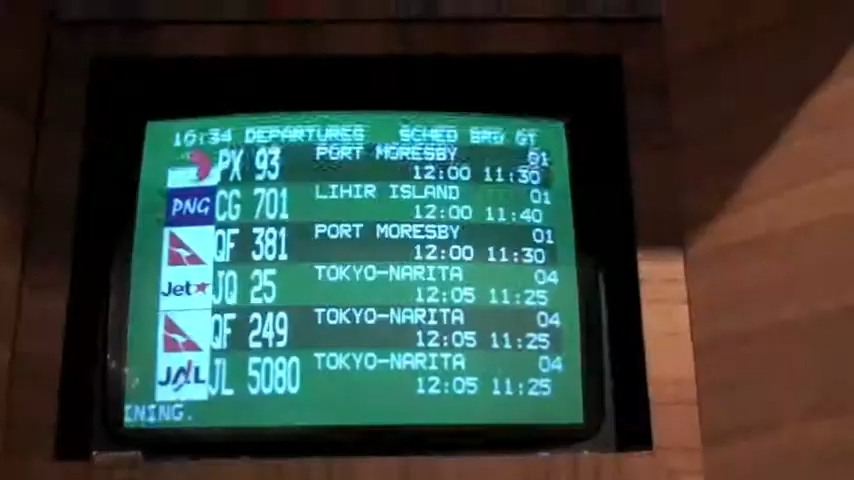 16:34 DEPARTURES SCHED BRD GT
PX 93 PORT MORESBY 01
12:00 11:30
PNG CG 701 LIHIR ISLAND 01
12:00 11:40
QF 381 PORT MORESBY 01
12:00 11:30
Jet★ JQ 25 TOKYO-NARITA 04
12:05 11:25
QF 249 TOKYO-NARITA 04
12:05 11:25
JAL JL 5080 TOKYO-NARITA 04
12:05 11:25
INING.